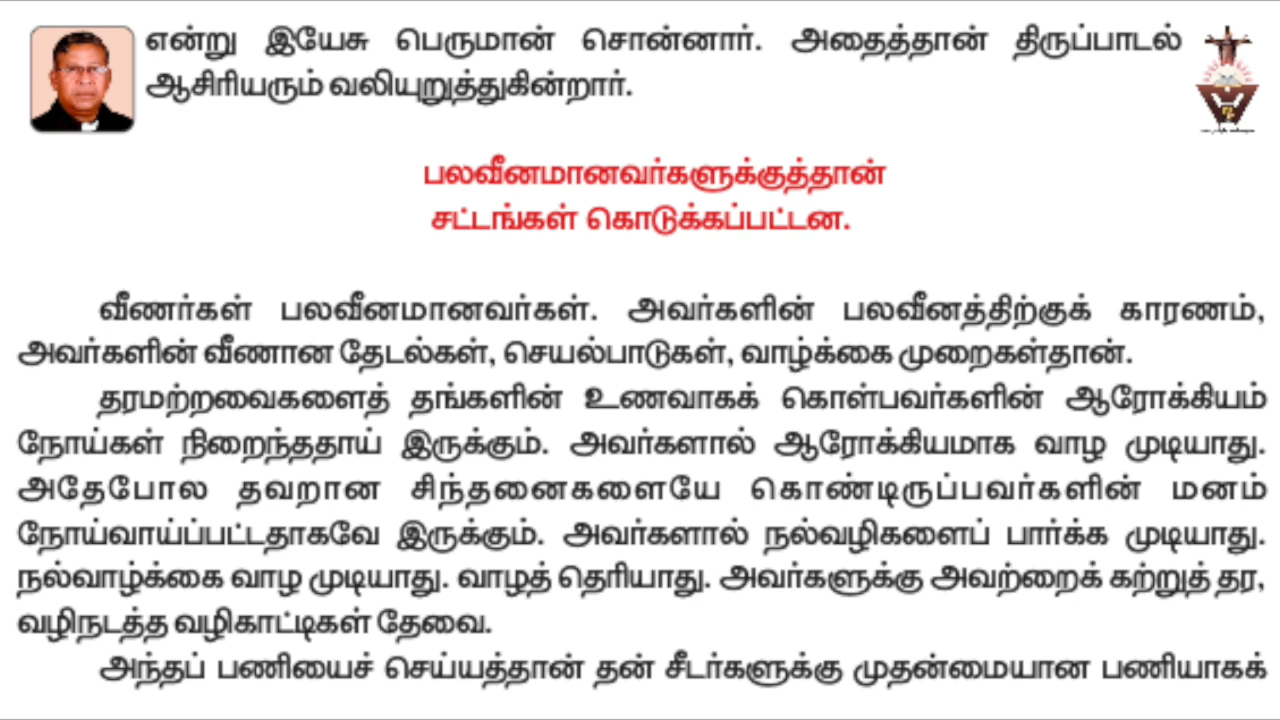 என்று இயேசு பெருமான் சொன்னார். அதைத்தான் திருப்பாடல்
ஆசிரியரும் வலியுறுத்துகின்றார்.
பலவீனமானவர்களுக்குத்தான்
சட்டங்கள் கொடுக்கப்பட்டன.
வீணர்கள் பலவீனமானவர்கள். அவர்களின் பலவீனத்திற்குக் காரணம்,
அவர்களின் வீணான தேடல்கள், செயல்பாடுகள், வாழ்க்கை முறைகள்தான்.
தரமற்றவைகளைத் தங்களின் உணவாகக் கொள்பவர்களின் ஆரோக்கியம்
நோய்கள் நிறைந்ததாய் இருக்கும். அவர்களால் ஆரோக்கியமாக வாழ முடியாது.
அதேபோல தவறான சிந்தனைகளையே கொண்டிருப்பவர்களின் மனம்
நோய்வாய்ப்பட்டதாகவே இருக்கும். அவர்களால் நல்வழிகளைப் பார்க்க முடியாது.
நல்வாழ்க்கை வாழ முடியாது. வாழத் தெரியாது. அவர்களுக்கு அவற்றைக் கற்றுத் தர,
வழிநடத்த வழிகாட்டிகள் தேவை.
அந்தப் பணியைச் செய்யத்தான் தன் சீடர்களுக்கு முதன்மையான பணியாகக்